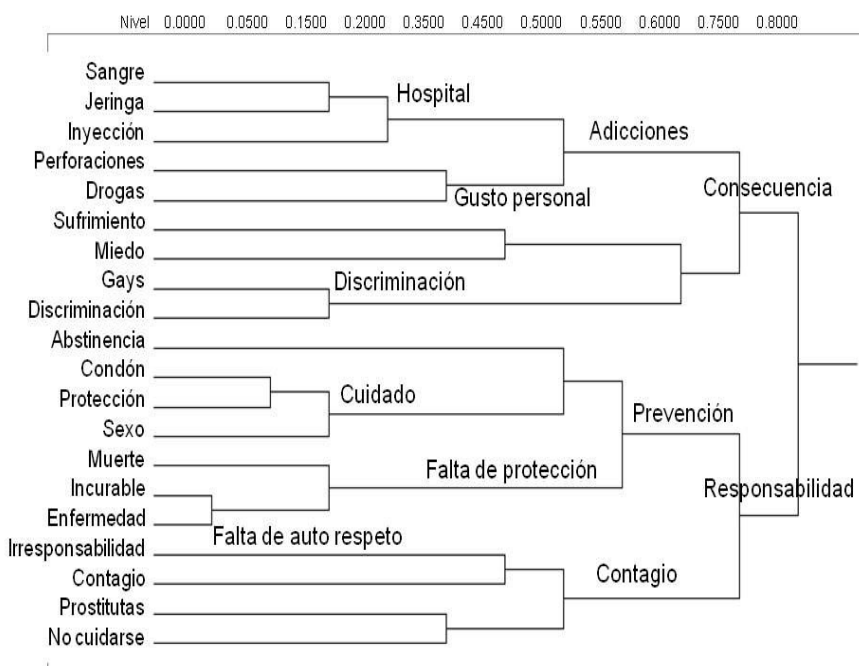 Nivel 0.0000 0.0500 0.1500 0.2000 0.3500 0.4500 0.5000 0.5500 0.6000 0.7500 0.8000
Sangre
Hospital
Jeringa
Adicciones
Inyección
Perforaciones
Consecuencia
Drogas
Gusto personal
Sufrimiento
Miedo
Gays
Discriminación
Discriminación
Abstinencia
Condón
Cuidado
Protección
Prevención
Sexo
Muerte
Falta de protección
Incurable
Responsabilidad
Enfermedad
Falta de auto respeto
Irresponsabilidad
Contagio
Contagio
Prostitutas
No cuidarse